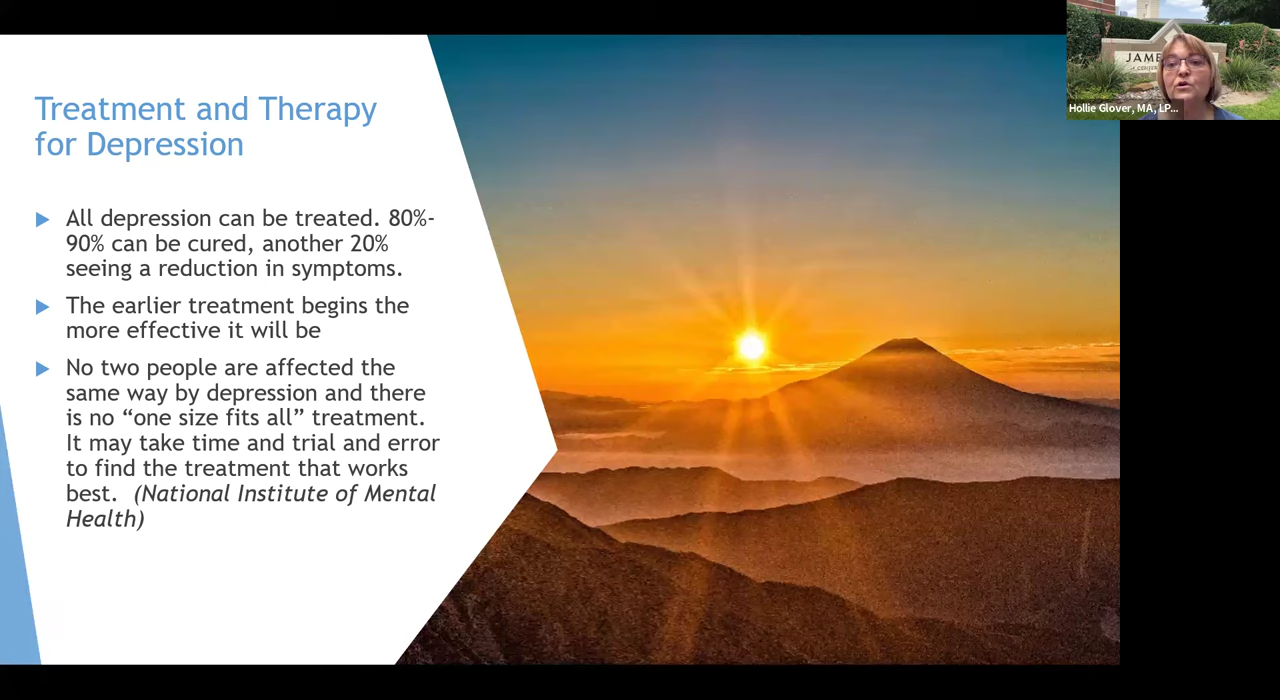 Treatment and Therapy
for Depression
All depression can be treated. 80%-
90% can be cured, another 20%
seeing a reduction in symptoms.
The earlier treatment begins the
more effective it will be
No two people are affected the
same way by depression and there
is no “one size fits all” treatment.
It may take time and trial and error
to find the treatment that works
best. (National Institute of Mental
Health)
JAME
Hollie Glover, MA, LP...